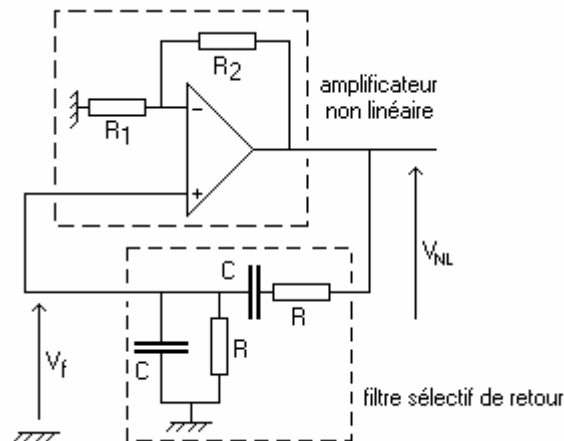 R2
amplificateur
non linéaire
R1
−
+
C
R
VNL
Vf
C
R
filtre sélectif de retour